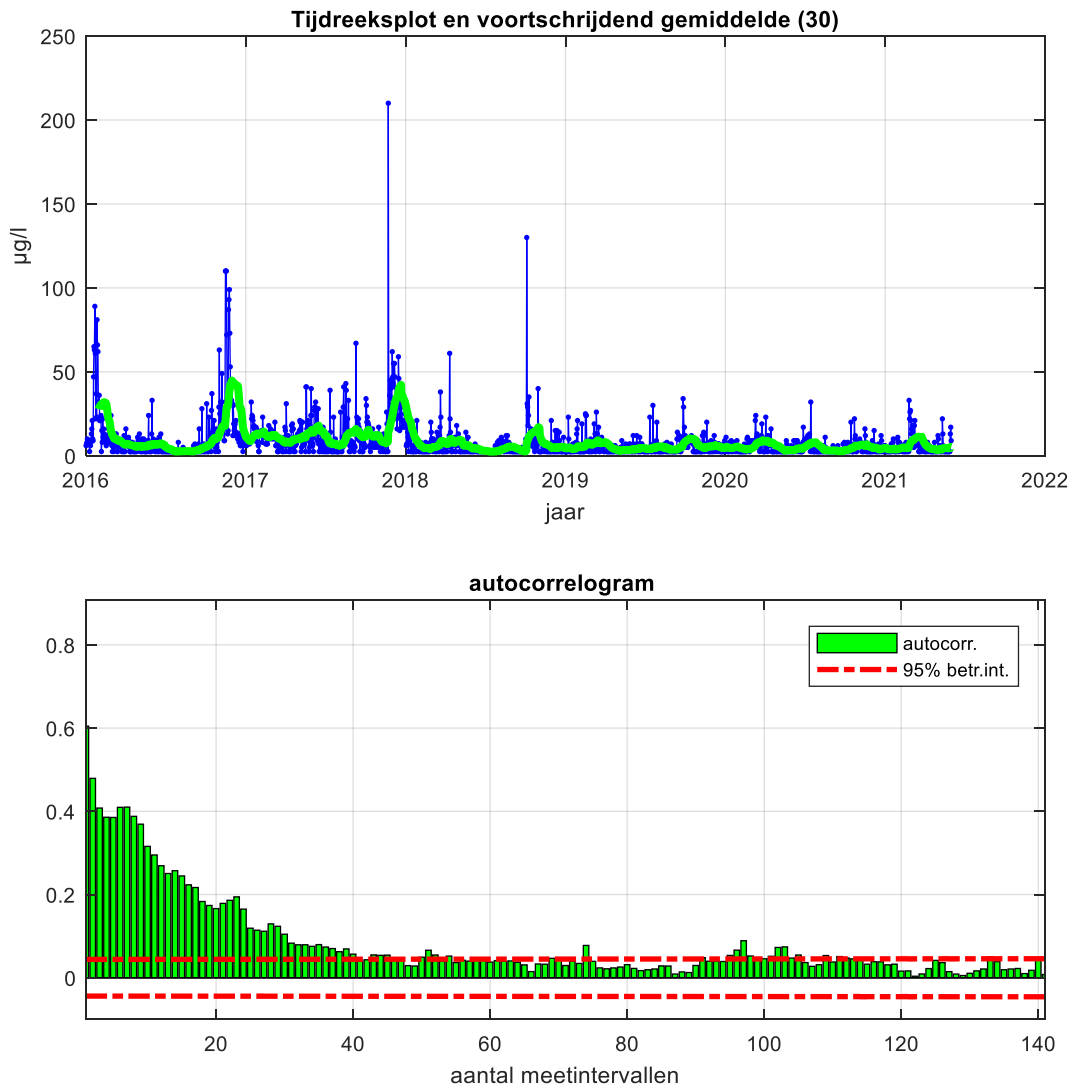 Tijdreeksplot en voortschrijdend gemiddelde (30)
250
200
150
100
50
0
µg/l
2016 2017 2018 2019 2020 2021 2022
jaar
autocorrelogram
0.8
0.6
0.4
0.2
0
autocorr.
95% betr.int.
20 40 60 80 100 120 140
aantal meetintervallen